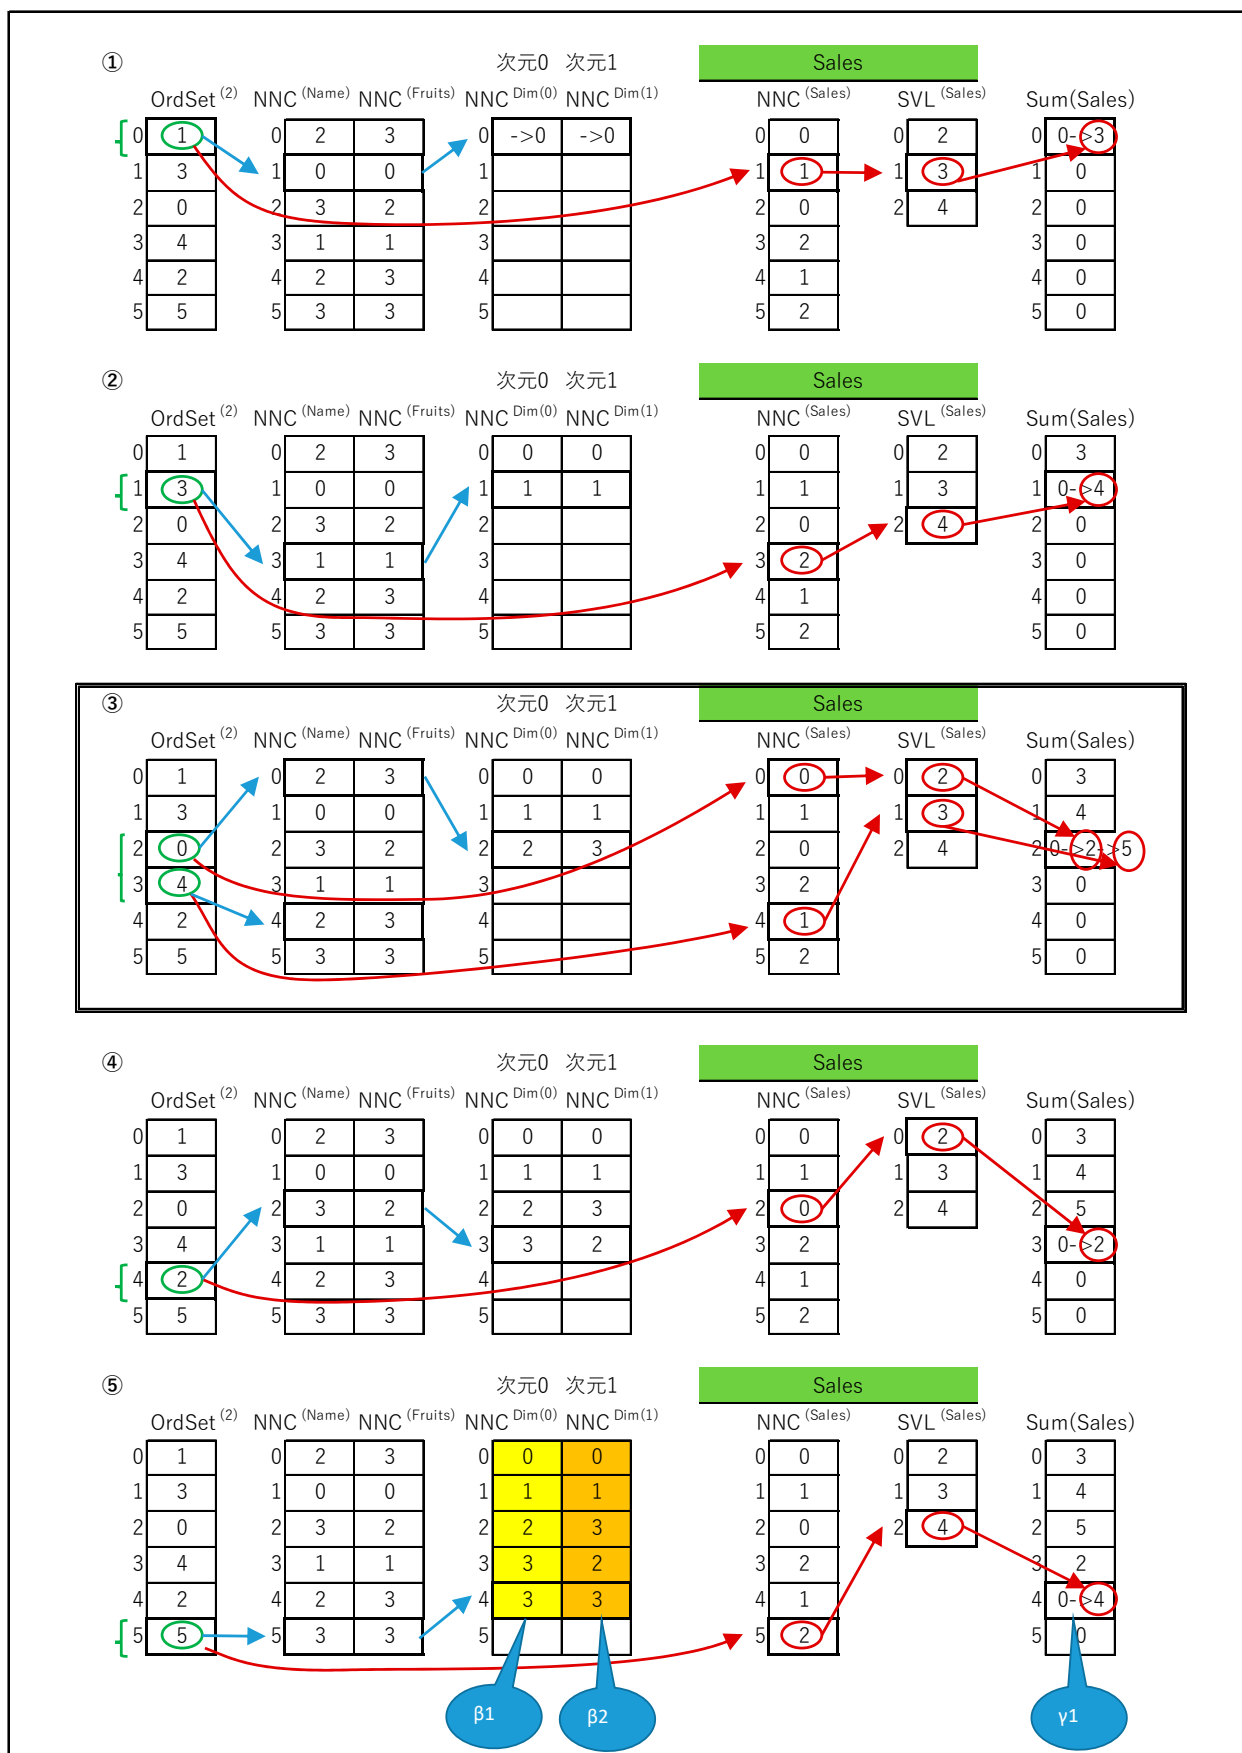 ① 次元0 次元1 Sales
OrdSet (2) NNC (Name) NNC (Fruits) NNC Dim(0) NNC Dim(1) NNC (Sales) SVL (Sales) Sum(Sales)
0 1 0 2 3 0 ->0 ->0 0 0 0 2 0 0->3
1 3 1 0 0 1 1 1 1 3 1 0
2 0 2 3 2 2 2 0 2 4 2 0
3 4 3 1 1 3 3 2 3 0
4 2 4 2 3 4 4 1 4 0
5 5 5 3 3 5 5 2 5 0
② 次元0 次元1 Sales
OrdSet (2) NNC (Name) NNC (Fruits) NNC Dim(0) NNC Dim(1) NNC (Sales) SVL (Sales) Sum(Sales)
0 1 0 2 3 0 0 0 0 0 0 2 0 3
1 3 1 0 0 1 1 1 1 1 1 3 1 0->4
2 0 2 3 2 2 2 0 2 4 2 0
3 4 3 1 1 3 3 2 3 0
4 2 4 2 3 4 4 1 4 0
5 5 5 3 3 5 5 2 5 0
③ 次元0 次元1 Sales
OrdSet (2) NNC (Name) NNC (Fruits) NNC Dim(0) NNC Dim(1) NNC (Sales) SVL (Sales) Sum(Sales)
0 1 0 2 3 0 0 0 0 0 0 2 0 3
1 3 1 0 0 1 1 1 1 1 1 3 1 4
2 0 2 3 2 2 2 3 2 0 2 4 2 0->2->5
3 4 3 1 1 3 3 2 3 0
4 2 4 2 3 4 4 1 4 0
5 5 5 3 3 5 5 2 5 0
④ 次元0 次元1 Sales
OrdSet (2) NNC (Name) NNC (Fruits) NNC Dim(0) NNC Dim(1) NNC (Sales) SVL (Sales) Sum(Sales)
0 1 0 2 3 0 0 0 0 0 0 2 0 3
1 3 1 0 0 1 1 1 1 1 1 3 1 4
2 0 2 3 2 2 2 3 2 0 2 4 2 5
3 4 3 1 1 3 3 2 3 2 3 0->2
4 2 4 2 3 4 4 1 4 0
5 5 5 3 3 5 5 2 5 0
⑤ 次元0 次元1 Sales
OrdSet (2) NNC (Name) NNC (Fruits) NNC Dim(0) NNC Dim(1) NNC (Sales) SVL (Sales) Sum(Sales)
0 1 0 2 3 0 0 0 0 0 0 2 0 3
1 3 1 0 0 1 1 1 1 1 1 3 1 4
2 0 2 3 2 2 2 3 2 0 2 4 2 5
3 4 3 1 1 3 3 2 3 2 3 2
4 2 4 2 3 4 3 3 4 1 4 0->4
5 5 5 3 3 5 5 2 5 0
β1 β2 γ1